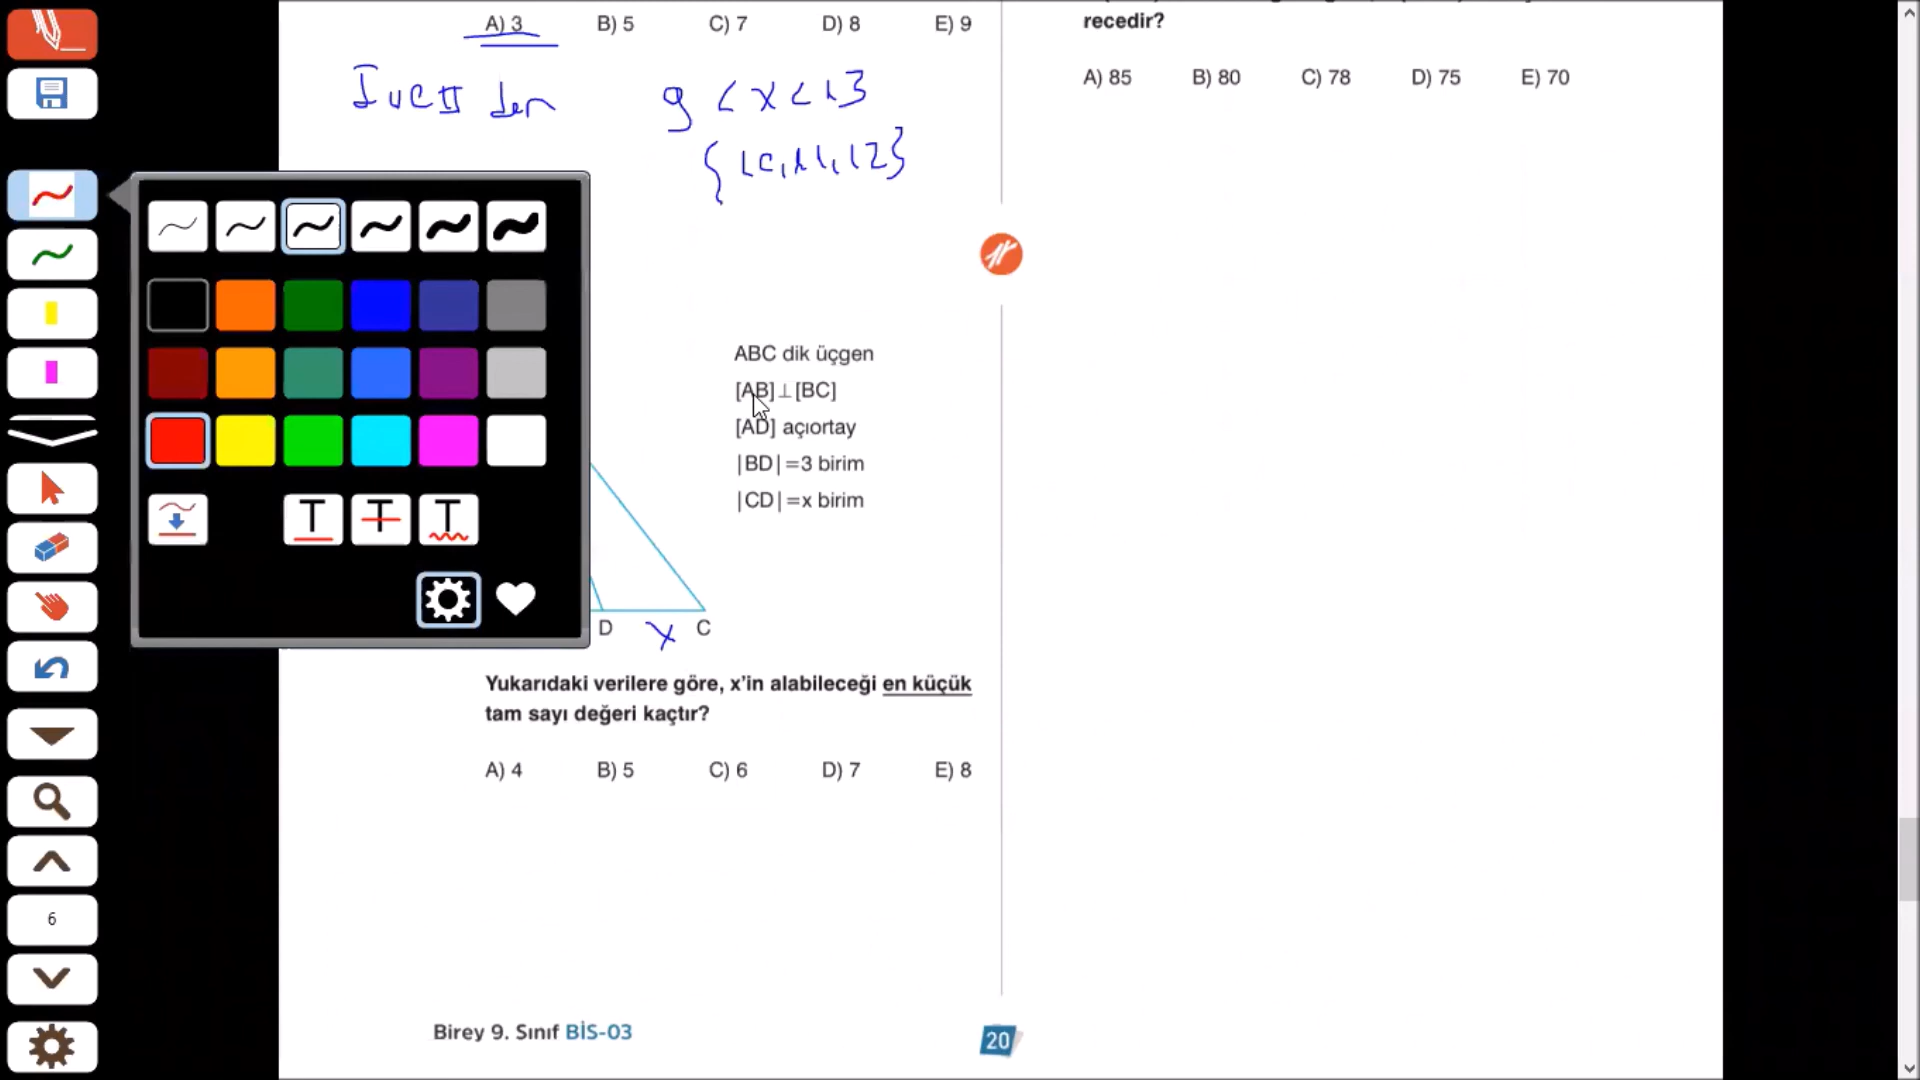 A) 3 B) 5 C) 7 D) 8 E) 9
I ve II den 9 < x < 13
{10, 11, 12}
ABC dik üçgen
[AB]⊥[BC]
[AD] açıortay
|BD|=3 birim
|CD|=x birim
D x C
Yukarıdaki verilere göre, x'in alabileceği en küçük
tam sayı değeri kaçtır?
A) 4 B) 5 C) 6 D) 7 E) 8
recedir?
A) 85 B) 80 C) 78 D) 75 E) 70
T T T
6
Birey 9. Sınıf BİS-03
20